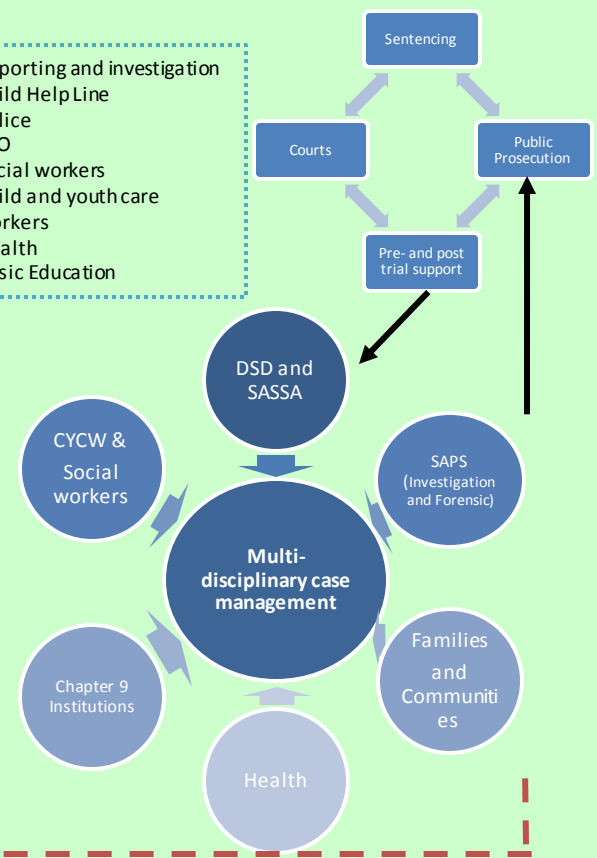 porting and investigation
ild Help Line
lice
O
cial workers
ild and youth care
orkers
alth
sic Education
Sentencing
Courts
Public
Prosecution
Pre- and post
trial support
DSD and
SASSA
CYCW &
Social
workers
SAPS
(Investigation
and Forensic)
Multi-
disciplinary case
management
Families
and
Communiti
es
Chapter 9
Institutions
Health